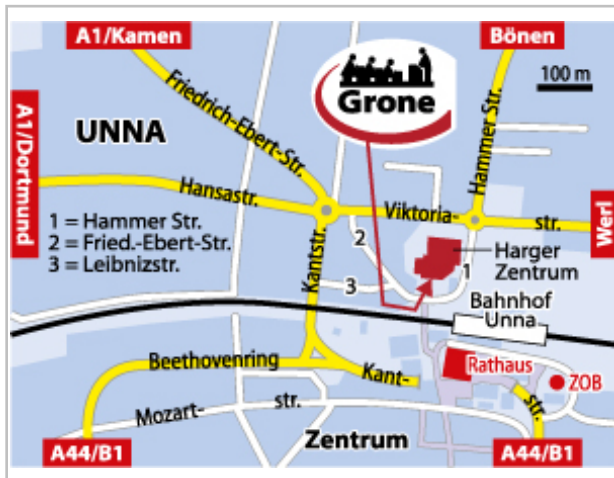 A1/Kamen
Bönen
100 m
Grone
Friedrich-Ebert-Str.
Hammer Str.
A1/Dortmund
UNNA
Hansastr.
Viktoria-
str.
Werl
1 = Hammer Str.
2 = Fried.-Ebert-Str.
3 = Leibnizstr.
2
Kantstr.
3
1
Harger
Zentrum
Bahnhof
Unna
Beethovenring
Kant-
str.
Rathaus
ZOB
Mozart-
str.
Zentrum
A44/B1
A44/B1